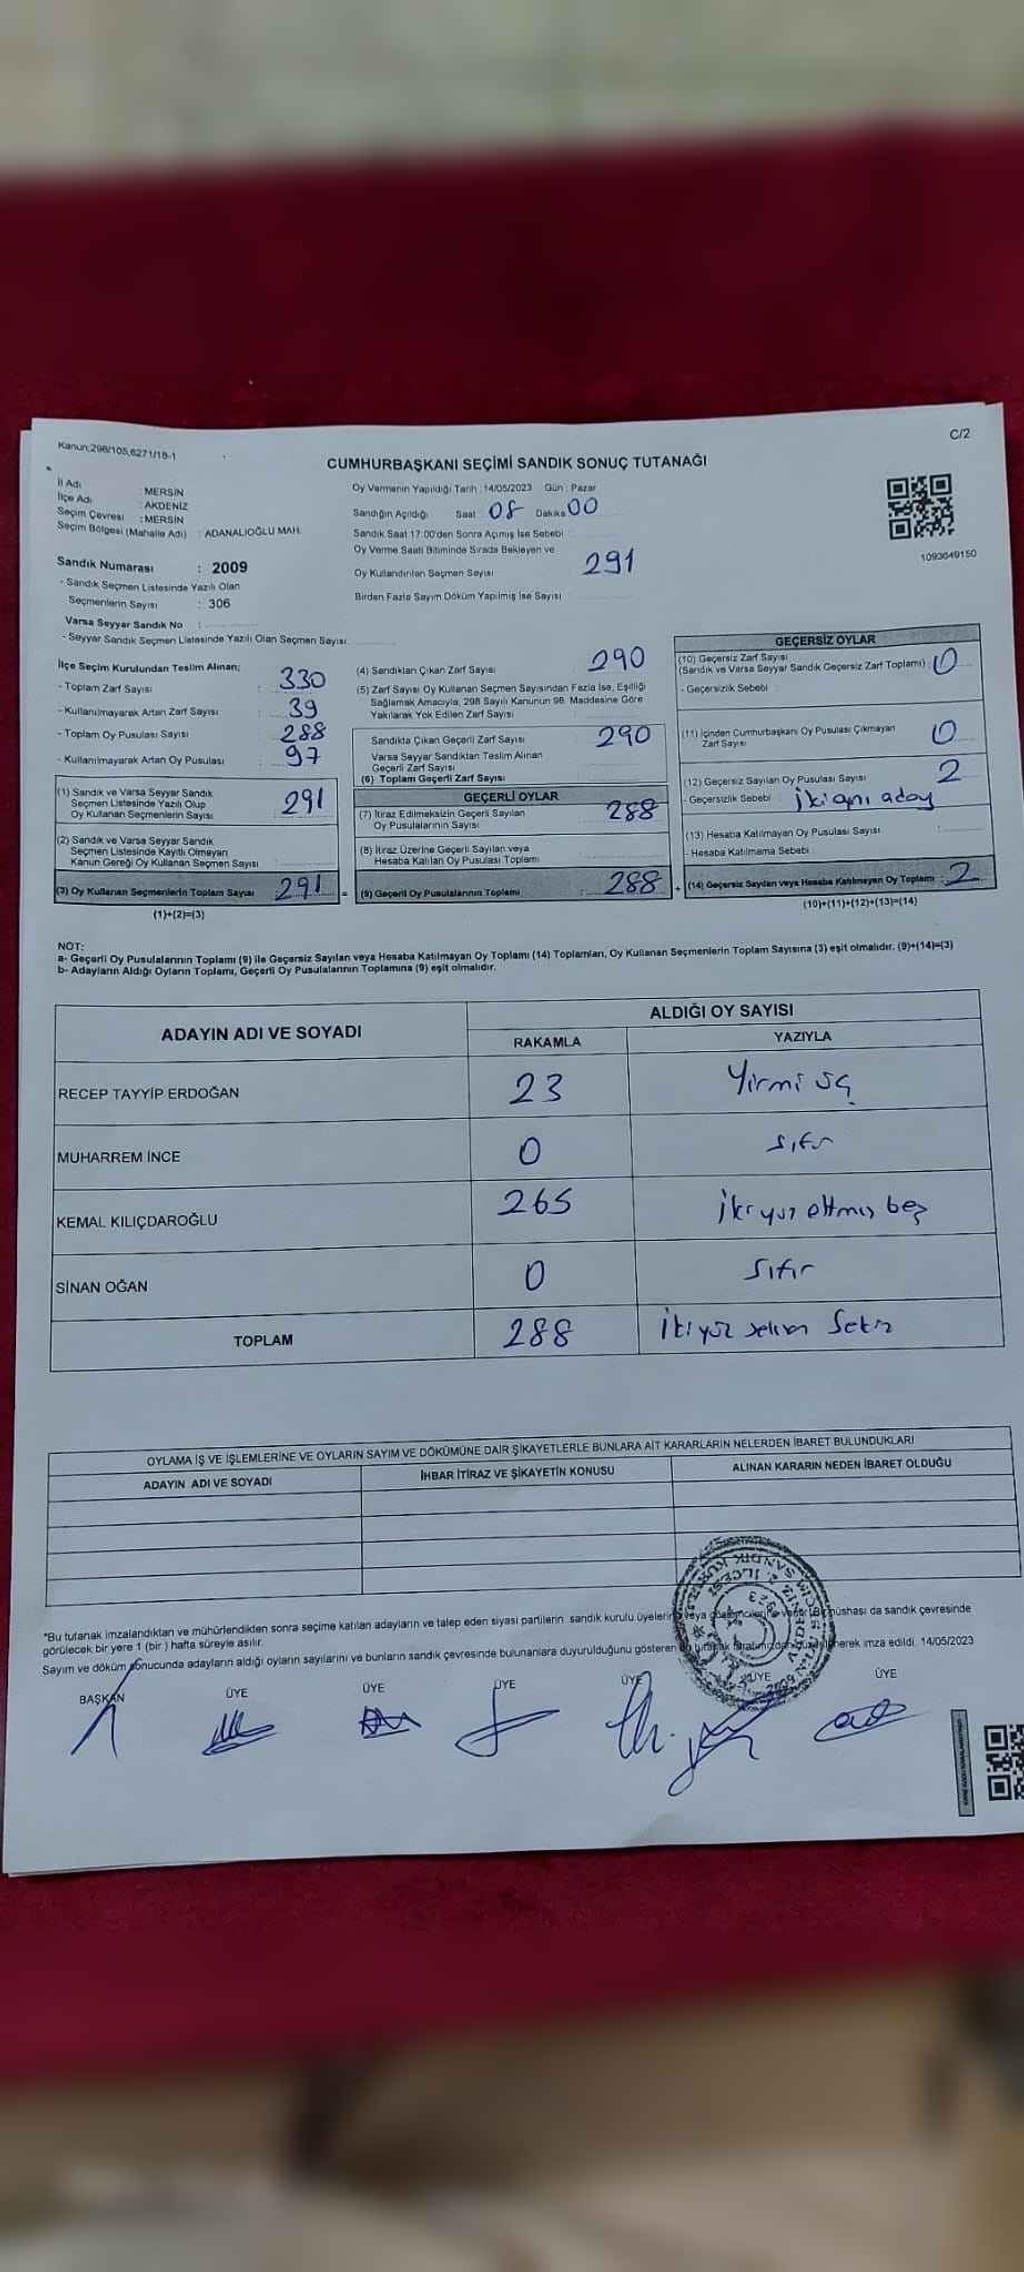 Kanun;298/105,6271/18-1
C/2
CUMHURBAŞKANI SEÇİMİ SANDIK SONUÇ TUTANAĞI
İl Adı : MERSİN
İlçe Adı : AKDENİZ
Seçim Çevresi : MERSİN
Seçim Bölgesi (Mahalle Adı) : ADANALIOĞLU MAH.
Sandık Numarası : 2009
- Sandık Seçmen Listesinde Yazılı Olan
Seçmenlerin Sayısı : 306
Varsa Seyyar Sandık No :
- Seyyar Sandık Seçmen Listesinde Yazılı Olan Seçmen Sayısı:
Oy Vermenin Yapıldığı Tarih : 14/05/2023 Gün : Pazar
Sandığın Açıldığı Saat 08 Dakika 00
Sandık Saat 17:00'den Sonra Açımış İse Sebebi
Oy Verme Saati Bitiminde Sırada Bekleyen ve
Oy Kullandırılan Seçmen Sayısı 291
Birden Fazla Sayım Döküm Yapılmış İse Sayısı
1093049150
İlçe Seçim Kurulundan Teslim Alınan;
- Toplam Zarf Sayısı : 330
- Kullanılmayarak Artan Zarf Sayısı : 39
- Toplam Oy Pusulası Sayısı : 288
- Kullanılmayarak Artan Oy Pusulası : 97
(1) Sandık ve Varsa Seyyar Sandık
Seçmen Listesinde Yazılı Olup
Oy Kullanan Seçmenlerin Sayısı : 291
(2) Sandık ve Varsa Seyyar Sandık
Seçmen Listesinde Kayıtlı Olmayan
Kanun Gereği Oy Kullanan Seçmen Sayısı
(3) Oy Kullanan Seçmenlerin Toplam Sayısı 291 =
(1)+(2)=(3)
(4) Sandıktan Çıkan Zarf Sayısı : 290
(5) Zarf Sayısı Oy Kullanan Seçmen Sayısından Fazla İse, Eşitliği
Sağlamak Amacıyla, 298 Sayılı Kanunun 98. Maddesine Göre
Yakılarak Yok Edilen Zarf Sayısı
Sandıkta Çıkan Geçerli Zarf Sayısı 290
Varsa Seyyar Sandıktan Teslim Alınan
Geçerli Zarf Sayısı
(6) Toplam Geçerli Zarf Sayısı
GEÇERLİ OYLAR
(7) İtiraz Edilmeksizin Geçerli Sayılan
Oy Pusulalarının Sayısı : 288
(8) İtiraz Üzerine Geçerli Sayılan veya
Hesaba Katılan Oy Pusulası Toplamı
(9) Geçerli Oy Pusulalarının Toplamı : 288 +
GEÇERSİZ OYLAR
(10) Geçersiz Zarf Sayısı
(Sandık ve Varsa Seyyar Sandık Geçersiz Zarf Toplamı) : 0
- Geçersizlik Sebebi :
(11) İçinden Cumhurbaşkanı Oy Pusulası Çıkmayan
Zarf Sayısı 0
(12) Geçersiz Sayılan Oy Pusulası Sayısı 2
- Geçersizlik Sebebi : iki aynı aday
(13) Hesaba Katılmayan Oy Pusulası Sayısı :
- Hesaba Katılmama Sebebi
(14) Geçersiz Sayılan veya Hesaba Katılmayan Oy Toplamı : 2
(10)+(11)+(12)+(13)=(14)
NOT:
a- Geçerli Oy Pusulalarının Toplamı (9) ile Geçersiz Sayılan veya Hesaba Katılmayan Oy Toplamı (14) Toplamları, Oy Kullanan Seçmenlerin Toplam Sayısına (3) eşit olmalıdır. (9)+(14)=(3)
b- Adayların Aldığı Oyların Toplamı, Geçerli Oy Pusulalarının Toplamına (9) eşit olmalıdır.
ADAYIN ADI VE SOYADI ALDIĞI OY SAYISI
RAKAMLA YAZIYLA
RECEP TAYYİP ERDOĞAN 23 Yirmi üç
MUHARREM İNCE 0 sıfır
KEMAL KILIÇDAROĞLU 265 ikiyüz altmış beş
SİNAN OĞAN 0 Sıfır
TOPLAM 288 ikiyüz seksen Sekiz
OYLAMA İŞ VE İŞLEMLERİNE VE OYLARIN SAYIM VE DÖKÜMÜNE DAİR ŞİKAYETLERLE BUNLARA AİT KARARLARIN NELERDEN İBARET BULUNDUKLARI
ADAYIN ADI VE SOYADI İHBAR İTİRAZ VE ŞİKAYETİN KONUSU ALINAN KARARIN NEDEN İBARET OLDUĞU
*Bu tutanak imzalandıktan ve mühürlendikten sonra seçime katılan adayların ve talep eden siyasi partilerin sandık kurulu üyelerine veya verilir. Bir nüshası da sandık çevresinde
görülecek bir yere 1 (bir ) hafta süreyle asılır.
Sayım ve döküm sonucunda adayların aldığı oyların sayılarını ve bunların sandık çevresinde bulunanlara duyurulduğunu gösteren imza edildi. 14/05/2023
BAŞKAN ÜYE ÜYE ÜYE ÜYE ÜYE ÜYE